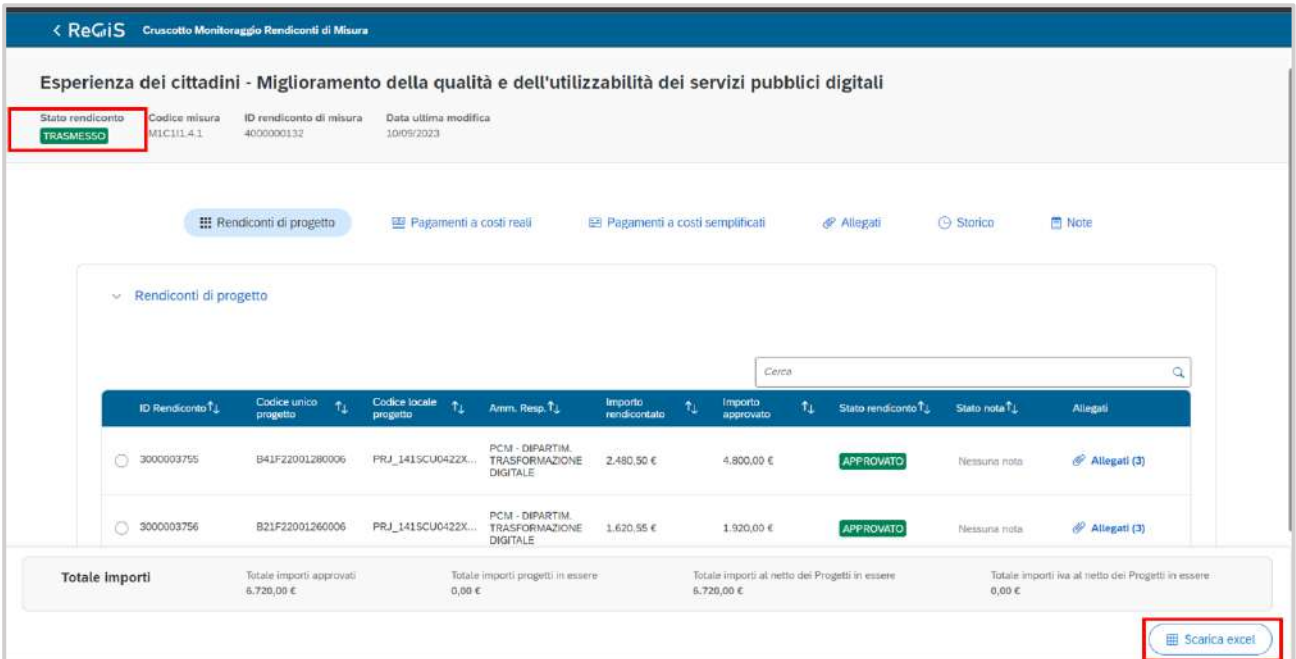 ReGiS Cruscotto Monitoraggio Rendiconti di Misura
Esperienza dei cittadini - Miglioramento della qualità e dell'utilizzabilità dei servizi pubblici digitali
Stato rendiconto Codice misura ID rendiconto di misura Data ultima modifica
TRASMESSO M1C1I1.4.1 4000000132 10/09/2023
Rendiconti di progetto Pagamenti a costi reali Pagamenti a costi semplificati Allegati Storico Note
Rendiconti di progetto
Cerca
ID Rendiconto Codice unico progetto Codice locale progetto Amm. Resp. Importo rendicontato Importo approvato Stato rendiconto Stato nota Allegati
3000003755 B41F22001280006 PRJ_141SCU0422X... PCM - DIPARTIM. TRASFORMAZIONE DIGITALE 2.480,50 € 4.800,00 € APPROVATO Nessuna nota Allegati (3)
3000003756 B21F22001260006 PRJ_141SCU0422X... PCM - DIPARTIM. TRASFORMAZIONE DIGITALE 1.620,55 € 1.920,00 € APPROVATO Nessuna nota Allegati (3)
Totale importi Totale importi approvati Totale importi progetti in essere Totale importi al netto dei Progetti in essere Totale importi iva al netto dei Progetti in essere
6.720,00 € 0,00 € 6.720,00 € 0,00 €
Scarica excel